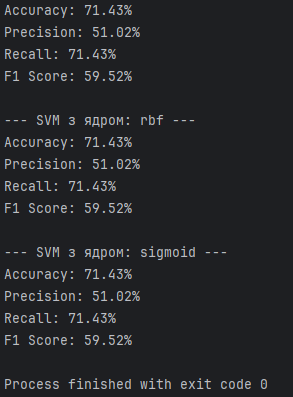 Accuracy: 71.43%
Precision: 51.02%
Recall: 71.43%
F1 Score: 59.52%
--- SVM з ядром: rbf ---
Accuracy: 71.43%
Precision: 51.02%
Recall: 71.43%
F1 Score: 59.52%
--- SVM з ядром: sigmoid ---
Accuracy: 71.43%
Precision: 51.02%
Recall: 71.43%
F1 Score: 59.52%
Process finished with exit code 0